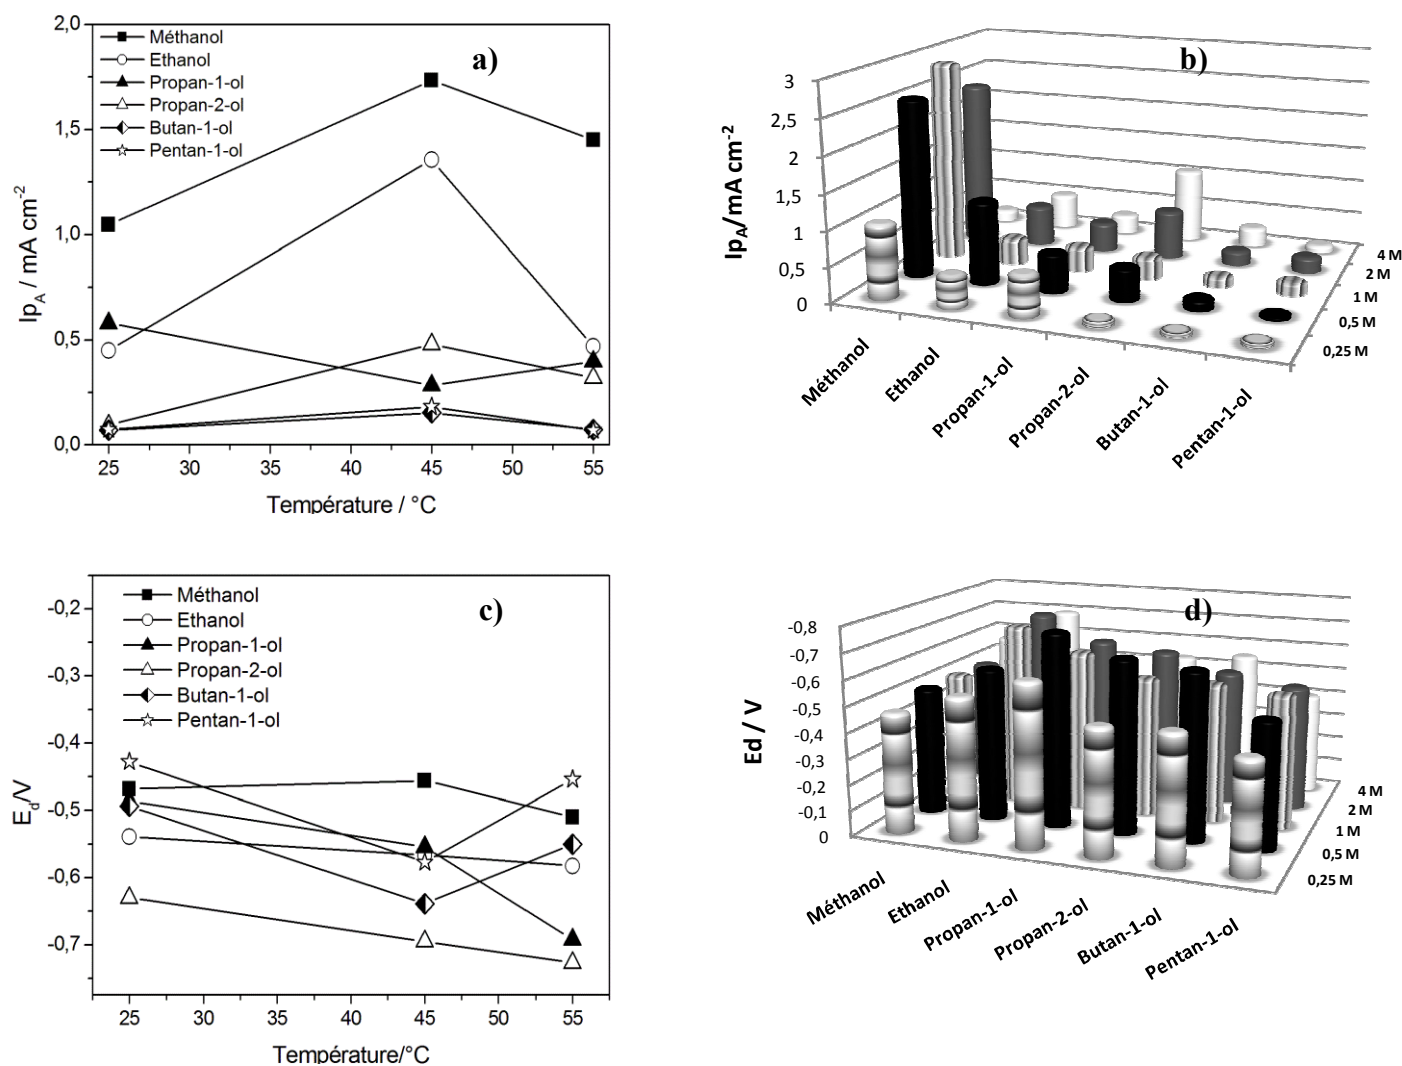 2,0
1,5
1,0
0,5
0,0
Ip_A / mA cm^-2
Méthanol
Ethanol
Propan-1-ol
Propan-2-ol
Butan-1-ol
Pentan-1-ol
a)
25 30 35 40 45 50 55
Température / °C
b)
3
2,5
2
1,5
1
0,5
0
Ip_A/mA cm^-2
Méthanol
Ethanol
Propan-1-ol
Propan-2-ol
Butan-1-ol
Pentan-1-ol
4 M
2 M
1 M
0,5 M
0,25 M
-0,2
-0,3
-0,4
-0,5
-0,6
-0,7
E_d/V
Méthanol
Ethanol
Propan-1-ol
Propan-2-ol
Butan-1-ol
Pentan-1-ol
c)
25 30 35 40 45 50 55
Température/°C
d)
-0,8
-0,7
-0,6
-0,5
-0,4
-0,3
-0,2
-0,1
0
Ed / V
Méthanol
Ethanol
Propan-1-ol
Propan-2-ol
Butan-1-ol
Pentan-1-ol
4 M
2 M
1 M
0,5 M
0,25 M